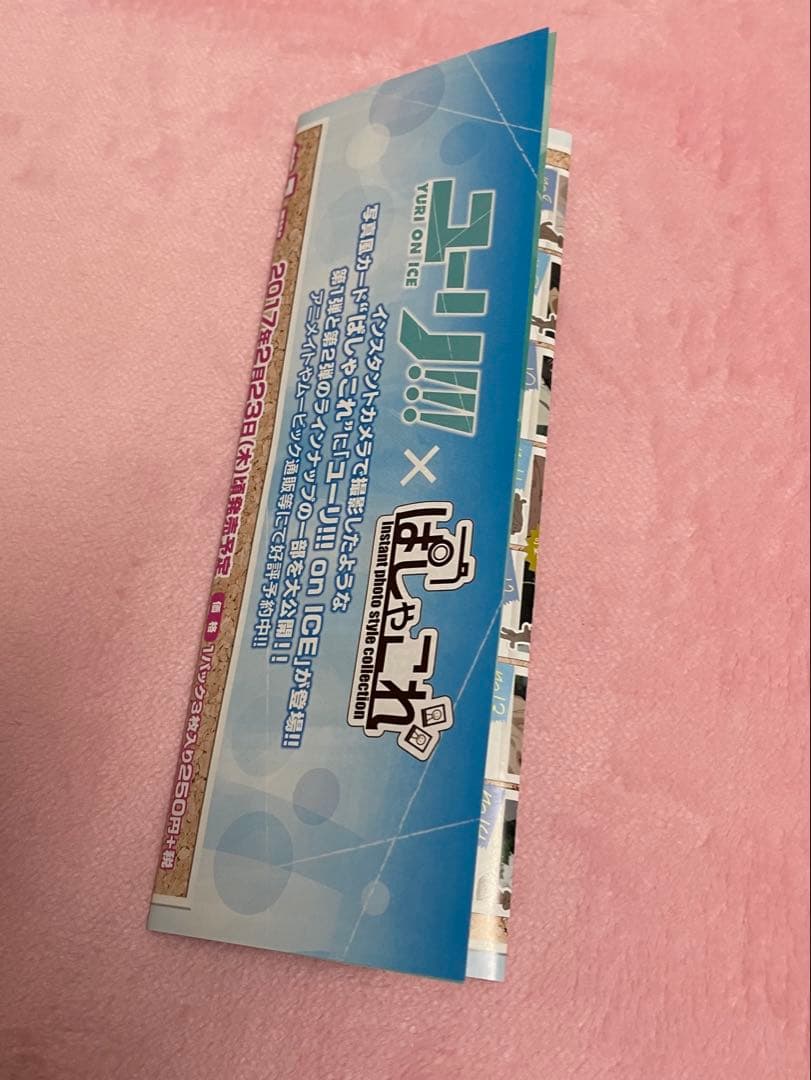 ユーリ!!!
YURI ON ICE
×
ぱしゃこれ
Instant photo style collection
インスタントカメラで撮影したような
写真風カード"ぱしゃこれ"に「ユーリ!!! on ICE」が登場!!
第1弾と第2弾のラインナップの一部を大公開!!
アニメイトやムービック通販等にて好評予約中!!
2017年2月23日(木)頃発売予定
価格 1パック3枚入り250円+税
No.12